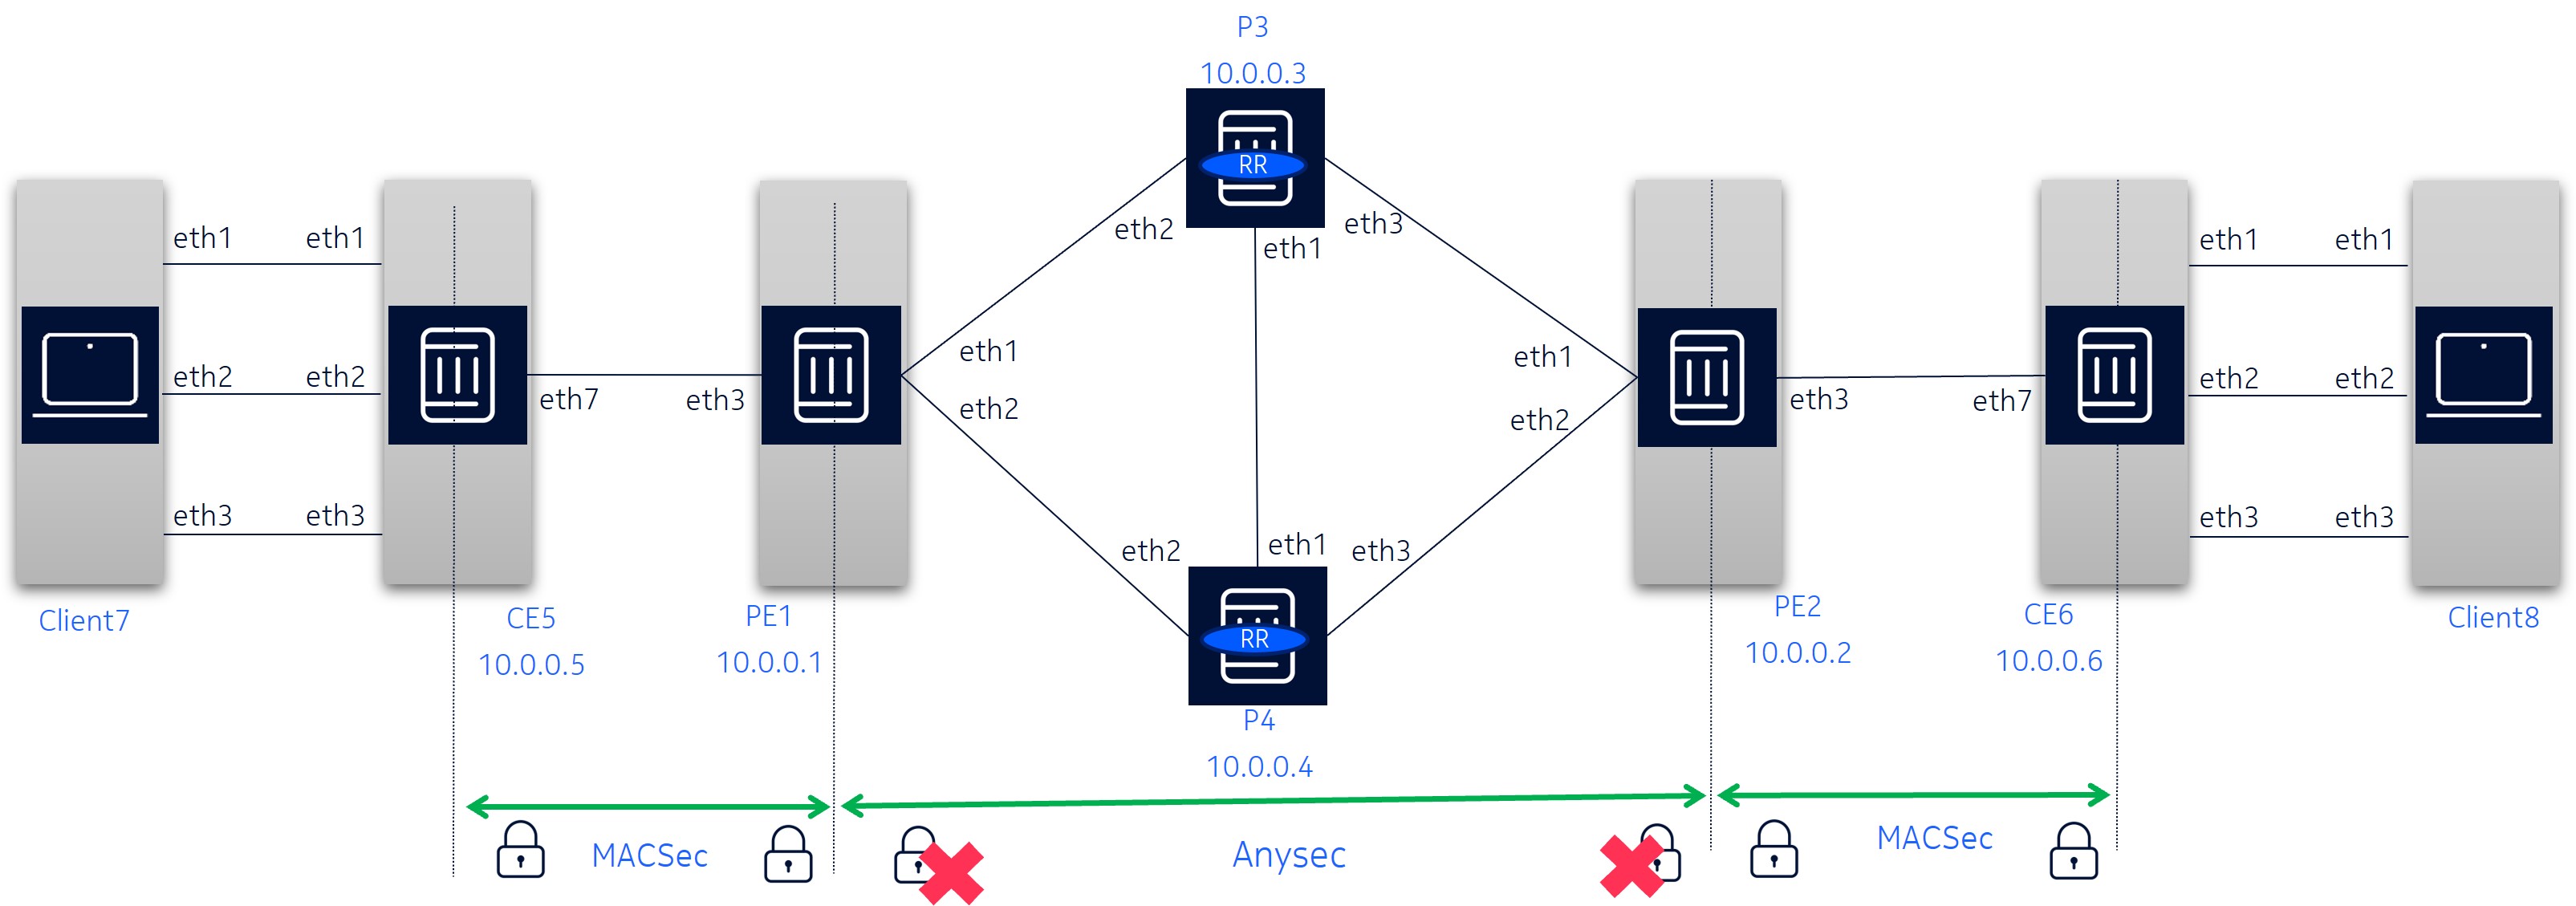 P3
10.0.0.3
RR
eth2
eth3
eth1
eth1
eth1
eth1
eth1
eth1
eth1
eth1
eth2
eth2
eth2
eth2
eth7
eth3
eth2
eth2
eth3
eth7
eth3
eth3
eth3
eth3
eth2
eth1
eth3
RR
Client7
CE5
10.0.0.5
PE1
10.0.0.1
P4
10.0.0.4
PE2
10.0.0.2
CE6
10.0.0.6
Client8
MACSec
Anysec
MACSec